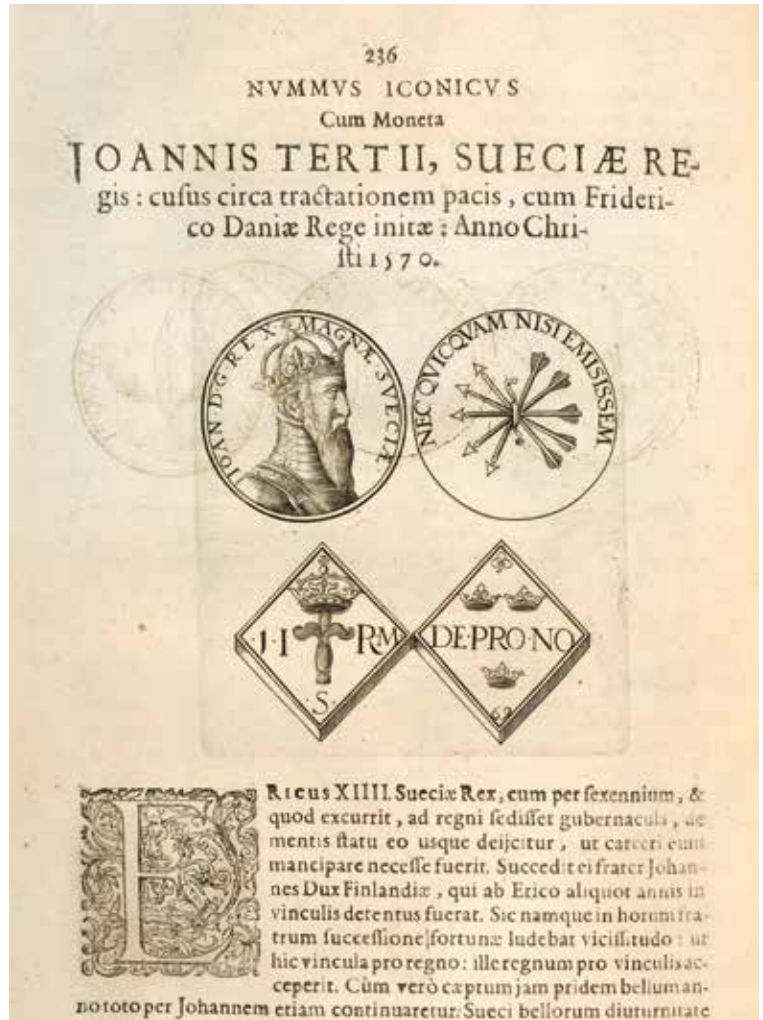 236
NVMMVS ICONICVS
Cum Moneta
JOANNIS TERTII, SUECIÆ RE-
gis : cuſus circa tractationem pacis, cum Frideri-
co Daniæ Rege initæ : Anno Chri-
ſti 1570.
IOAN·D·G·REX·MAGNÆ·SVECIÆ
NEC QVICQVAM NISI EMISISSEM
·J·I RM
·S·
DE·PRO·NO
69
ERICUS XIIII. Sueciæ Rex, cum per ſexennium, &
quod excurrit, ad regni ſediſſet gubernacula, de
mentis ſtatu eo usque deijcitur, ut carceri eum
mancipare neceſſe fuerit. Succedit ei frater Johan-
nes Dux Finlandiæ, qui ab Erico aliquot annis in
vinculis detentus fuerat. Sic namque in horum fra-
trum ſucceſſione fortunæ ludebat viciſſitudo : ut
hic vincula pro regno : ille regnum pro vinculis ac-
ceperit. Cùm verò cæptum jam pridem bellum an-
no toto per Johannem etiam continuaretur: Sueci bellorum diuturnitate